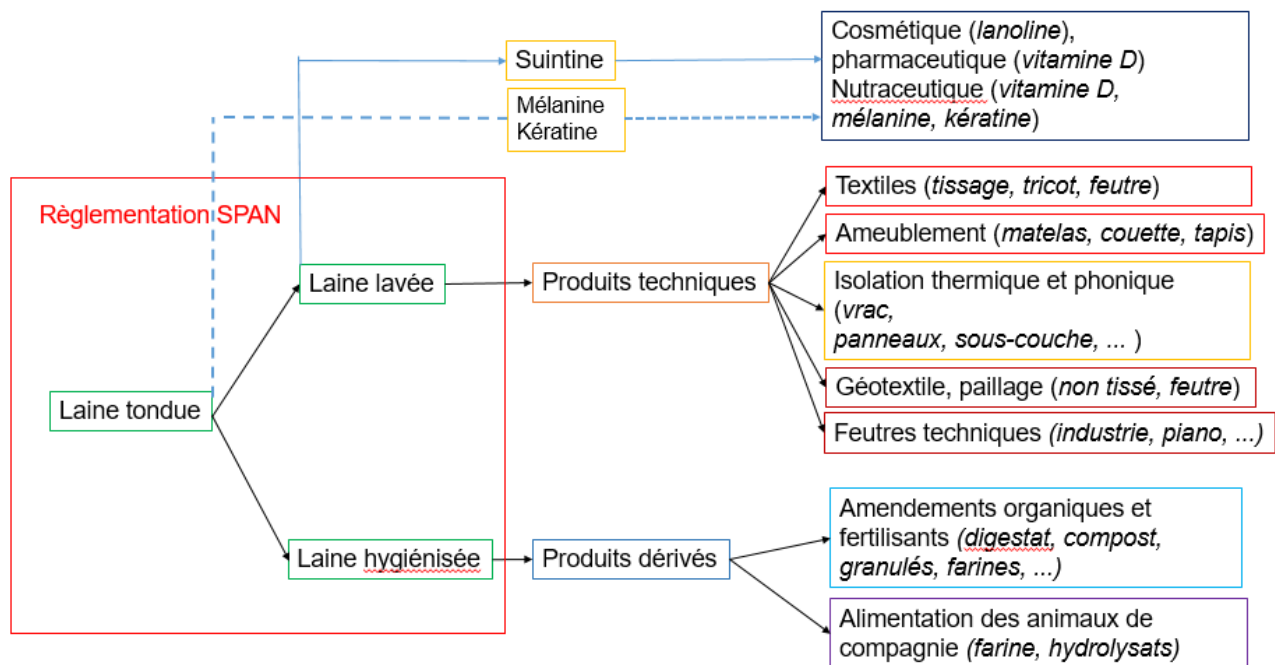 Suintine
Mélanine
Kératine
Cosmétique (lanoline),
pharmaceutique (vitamine D)
Nutraceutique (vitamine D,
mélanine, kératine)
Règlementation SPAN
Laine tondue
Laine lavée
Laine hygiénisée
Produits techniques
Produits dérivés
Textiles (tissage, tricot, feutre)
Ameublement (matelas, couette, tapis)
Isolation thermique et phonique
(vrac,
panneaux, sous-couche, ... )
Géotextile, paillage (non tissé, feutre)
Feutres techniques (industrie, piano, ...)
Amendements organiques et
fertilisants (digestat, compost,
granulés, farines, ...)
Alimentation des animaux de
compagnie (farine, hydrolysats)